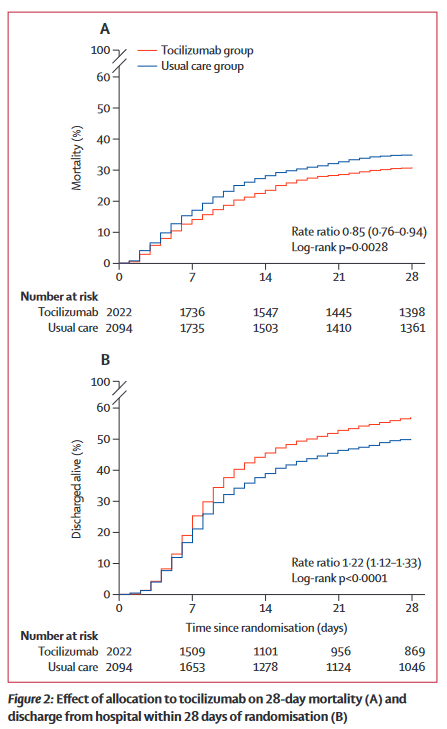 A
100
60
50
40
30
20
10
0
Mortality (%)
Tocilizumab group
Usual care group
Rate ratio 0·85 (0·76–0·94)
Log-rank p=0·0028
0 7 14 21 28
Number at risk
Tocilizumab 2022 1736 1547 1445 1398
Usual care 2094 1735 1503 1410 1361
B
100
60
50
40
30
20
10
0
Discharged alive (%)
Rate ratio 1·22 (1·12–1·33)
Log-rank p<0·0001
0 7 14 21 28
Time since randomisation (days)
Number at risk
Tocilizumab 2022 1509 1101 956 869
Usual care 2094 1653 1278 1124 1046
Figure 2: Effect of allocation to tocilizumab on 28-day mortality (A) and
discharge from hospital within 28 days of randomisation (B)